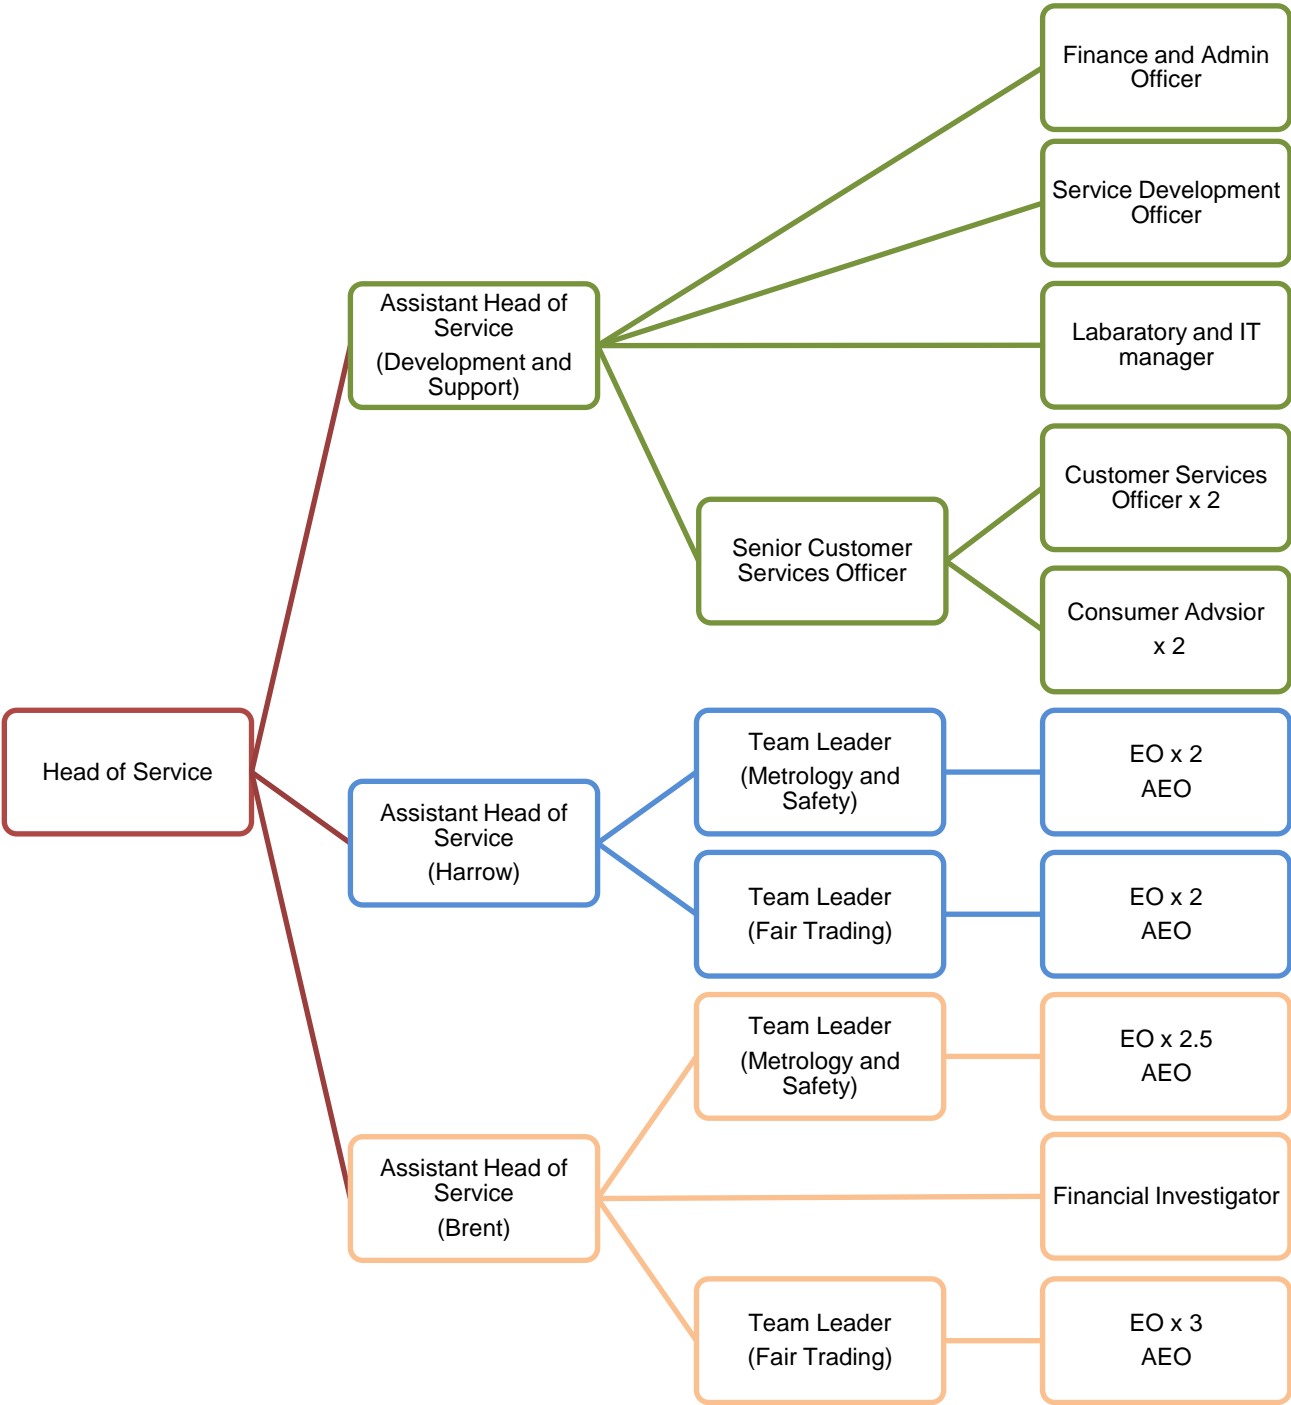 Finance and Admin
Officer
Service Development
Officer
Assistant Head of
Service
(Development and
Support)
Labaratory and IT
manager
Customer Services
Officer x 2
Senior Customer
Services Officer
Consumer Advsior
x 2
Head of Service
Assistant Head of
Service
(Harrow)
Team Leader
(Metrology and
Safety)
EO x 2
AEO
Team Leader
(Fair Trading)
EO x 2
AEO
Team Leader
(Metrology and
Safety)
EO x 2.5
AEO
Assistant Head of
Service
(Brent)
Financial Investigator
Team Leader
(Fair Trading)
EO x 3
AEO